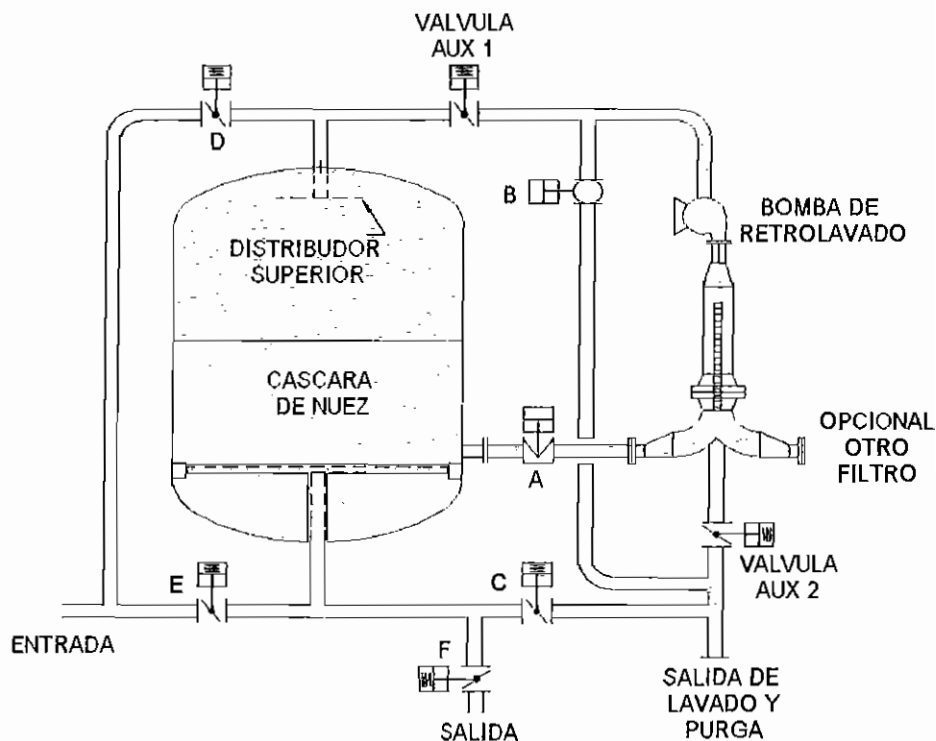 VALVULA
AUX 1
D
B
BOMBA DE
RETROLAVADO
DISTRIBUDOR
SUPERIOR
CASCARA
DE NUEZ
OPCIONAL
OTRO
FILTRO
A
VALVULA
AUX 2
E
C
ENTRADA
F
SALIDA
SALIDA DE
LAVADO Y
PURGA